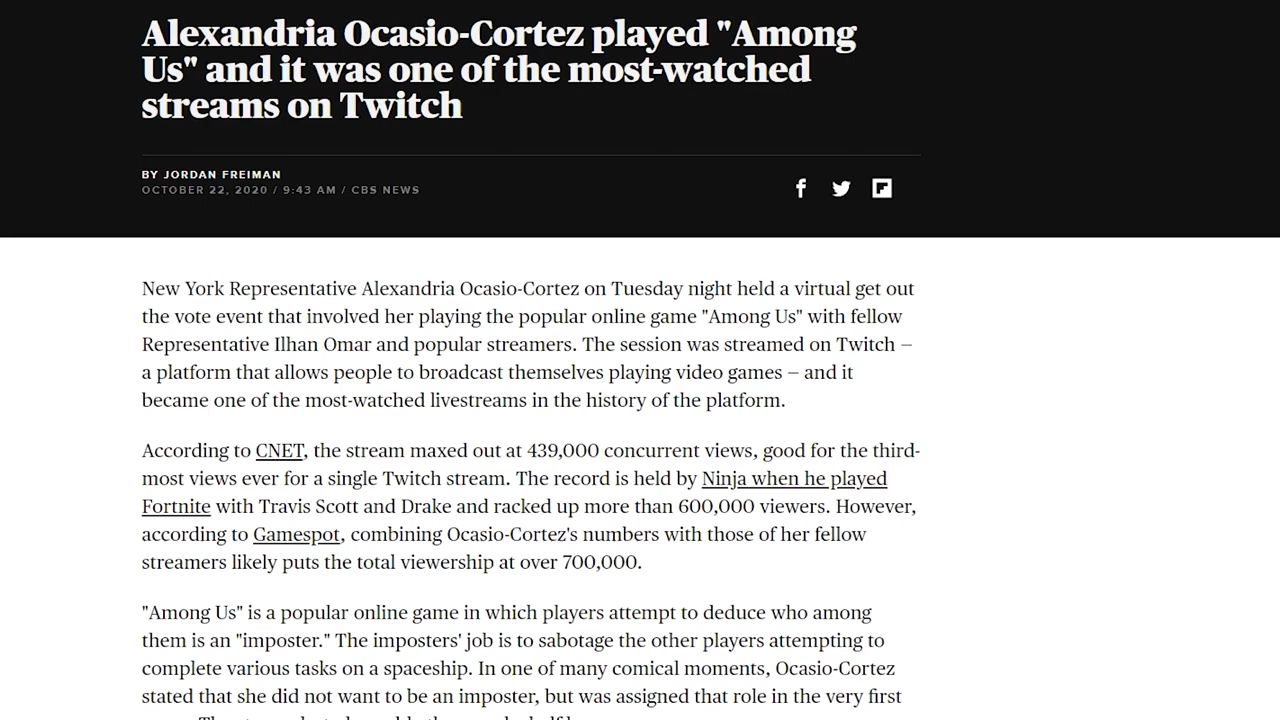 Alexandria Ocasio-Cortez played "Among
Us" and it was one of the most-watched
streams on Twitch
BY JORDAN FREIMAN
OCTOBER 22, 2020 / 9:43 AM / CBS NEWS
New York Representative Alexandria Ocasio-Cortez on Tuesday night held a virtual get out
the vote event that involved her playing the popular online game "Among Us" with fellow
Representative Ilhan Omar and popular streamers. The session was streamed on Twitch —
a platform that allows people to broadcast themselves playing video games — and it
became one of the most-watched livestreams in the history of the platform.
According to CNET, the stream maxed out at 439,000 concurrent views, good for the third-
most views ever for a single Twitch stream. The record is held by Ninja when he played
Fortnite with Travis Scott and Drake and racked up more than 600,000 viewers. However,
according to Gamespot, combining Ocasio-Cortez's numbers with those of her fellow
streamers likely puts the total viewership at over 700,000.
"Among Us" is a popular online game in which players attempt to deduce who among
them is an "imposter." The imposters' job is to sabotage the other players attempting to
complete various tasks on a spaceship. In one of many comical moments, Ocasio-Cortez
stated that she did not want to be an imposter, but was assigned that role in the very first